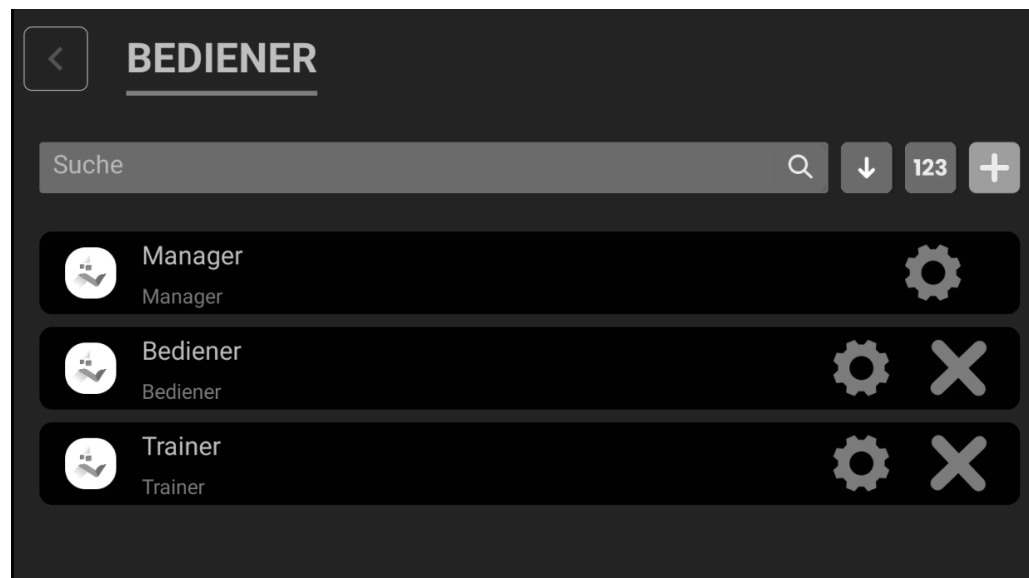 BEDIENER
Suche
123
Manager
Manager
Bediener
Bediener
Trainer
Trainer